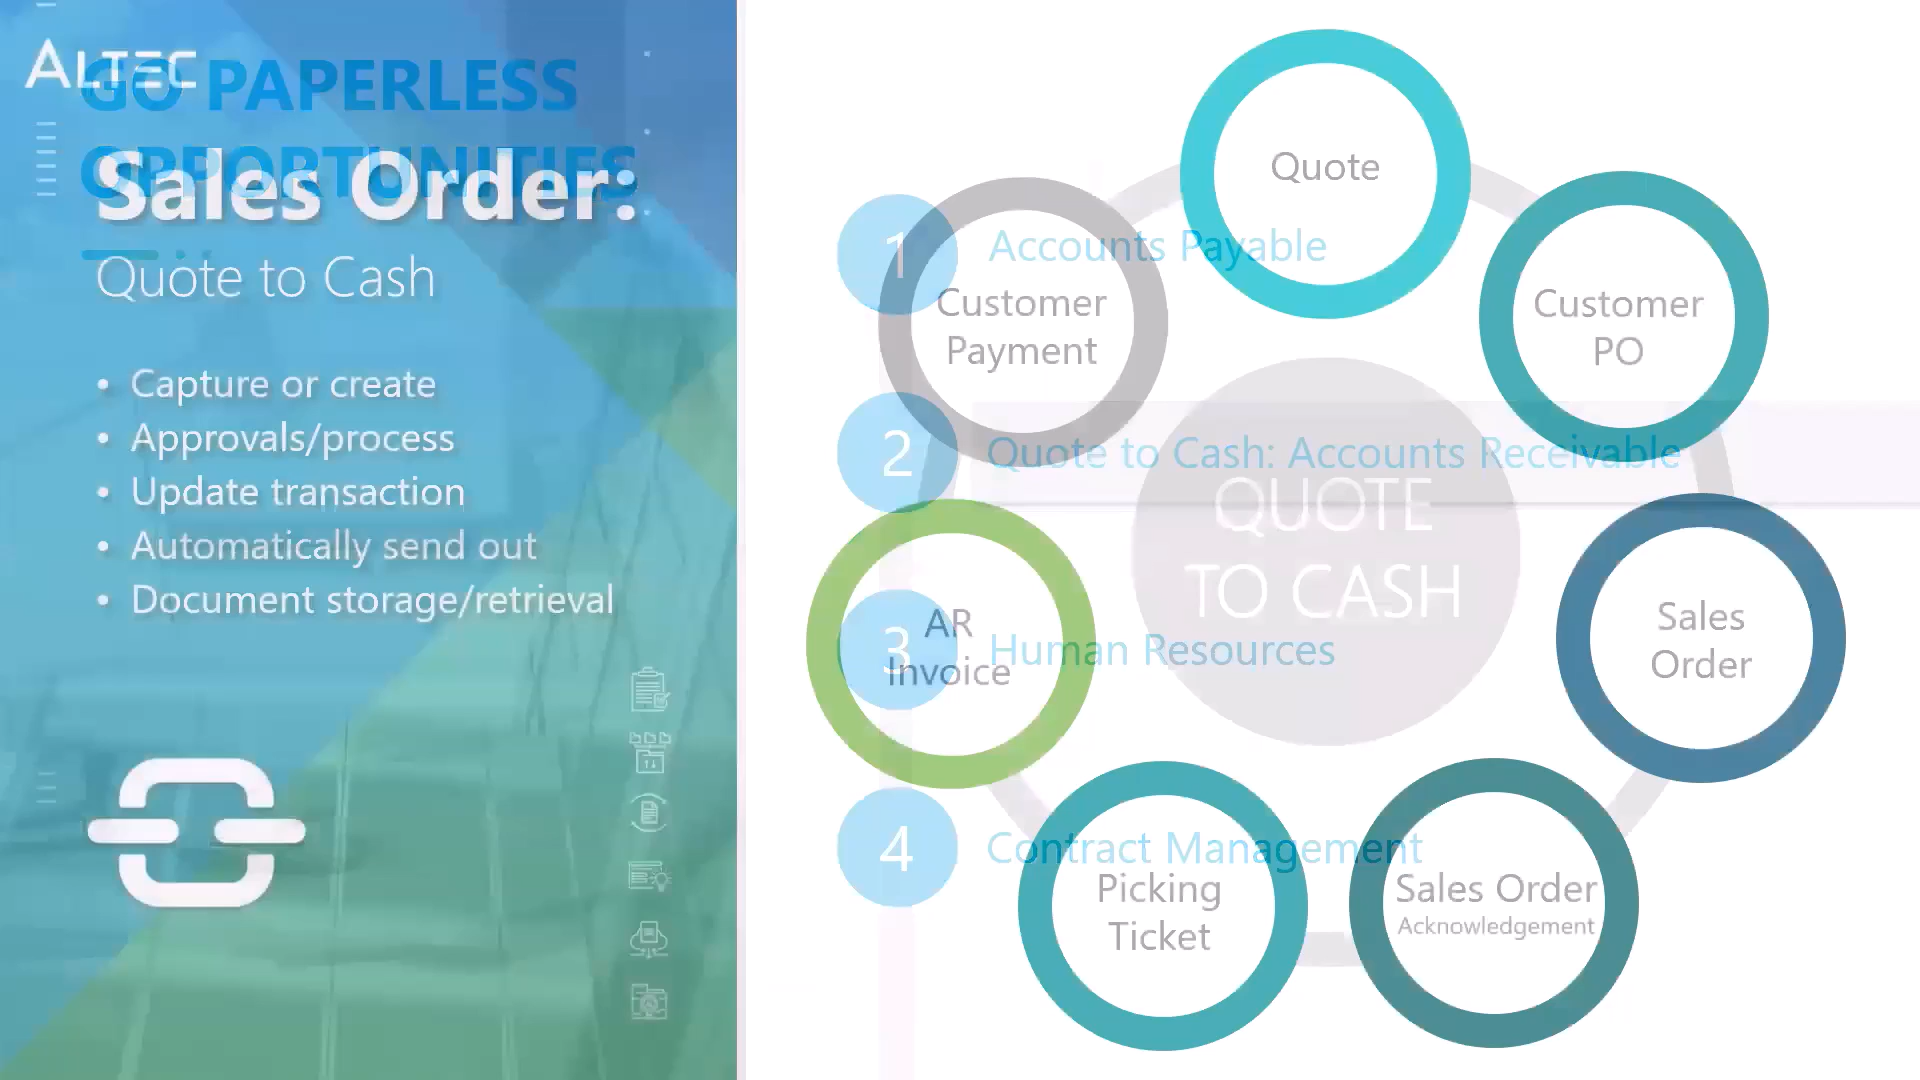 ALTEC
GO PAPERLESS
OPPORTUNITIES
Sales Order:
Quote to Cash
• Capture or create
• Approvals/process
• Update transaction
• Automatically send out
• Document storage/retrieval
Quote
Customer
PO
Sales
Order
Sales Order
Acknowledgement
Picking
Ticket
AR
Invoice
Customer
Payment
QUOTE
TO CASH
1 Accounts Payable
2 Quote to Cash: Accounts Receivable
3 Human Resources
4 Contract Management